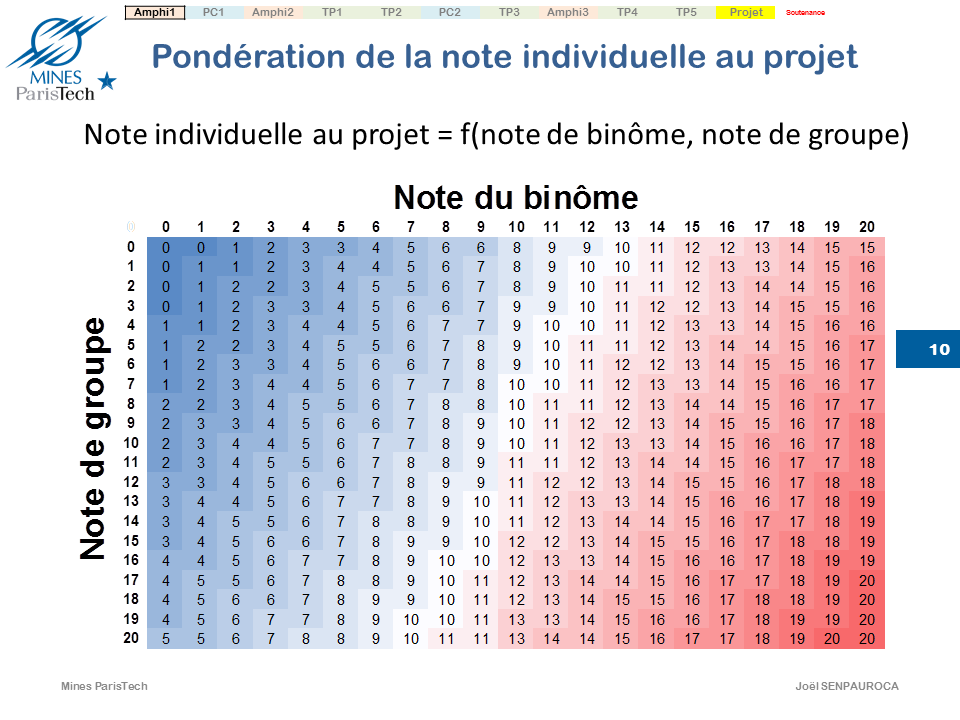 Amphi1 PC1 Amphi2 TP1 TP2 PC2 TP3 Amphi3 TP4 TP5 Projet Soutenance
MINES
ParisTech
Pondération de la note individuelle au projet
Note individuelle au projet = f(note de binôme, note de groupe)
Note du binôme
0 0 1 2 3 4 5 6 7 8 9 10 11 12 13 14 15 16 17 18 19 20
Note de groupe
0 0 0 1 2 3 3 4 5 6 6 8 9 9 10 11 12 12 13 14 15 15
1 0 1 1 2 3 4 4 5 6 7 8 9 10 10 11 12 13 13 14 15 16
2 0 1 2 2 3 4 5 5 6 7 8 9 10 11 11 12 13 14 14 15 16
3 0 1 2 3 3 4 5 6 6 7 9 9 10 11 12 12 13 14 15 15 16
4 1 1 2 3 4 4 5 6 7 7 9 10 10 11 12 13 13 14 15 16 16
5 1 2 2 3 4 5 5 6 7 8 9 10 11 11 12 13 14 14 15 16 17
6 1 2 3 3 4 5 6 6 7 8 9 10 11 12 12 13 14 15 15 16 17
7 1 2 3 4 4 5 6 7 7 8 10 10 11 12 13 13 14 15 16 16 17
8 2 2 3 4 5 5 6 7 8 8 10 11 11 12 13 14 14 15 16 17 17
9 2 3 3 4 5 6 6 7 8 9 10 11 12 12 13 14 15 15 16 17 18
10 2 3 4 4 5 6 7 7 8 9 10 11 12 13 13 14 15 16 16 17 18
11 2 3 4 5 5 6 7 8 8 9 11 11 12 13 14 14 15 16 17 17 18
12 3 3 4 5 6 6 7 8 9 9 11 12 12 13 14 15 15 16 17 18 18
13 3 4 4 5 6 7 7 8 9 10 11 12 13 13 14 15 16 16 17 18 19
14 3 4 5 5 6 7 8 8 9 10 11 12 13 14 14 15 16 17 17 18 19
15 3 4 5 6 6 7 8 9 9 10 12 12 13 14 15 15 16 17 18 18 19
16 4 4 5 6 7 7 8 9 10 10 12 13 13 14 15 16 16 17 18 19 19
17 4 5 5 6 7 8 8 9 10 11 12 13 14 14 15 16 17 17 18 19 20
18 4 5 6 6 7 8 9 9 10 11 12 13 14 15 15 16 17 18 18 19 20
19 4 5 6 7 7 8 9 10 10 11 13 13 14 15 16 16 17 18 19 19 20
20 5 5 6 7 8 8 9 10 11 11 13 14 14 15 16 17 17 18 19 20 20
10
Mines ParisTech
Joël SENPAUROCA